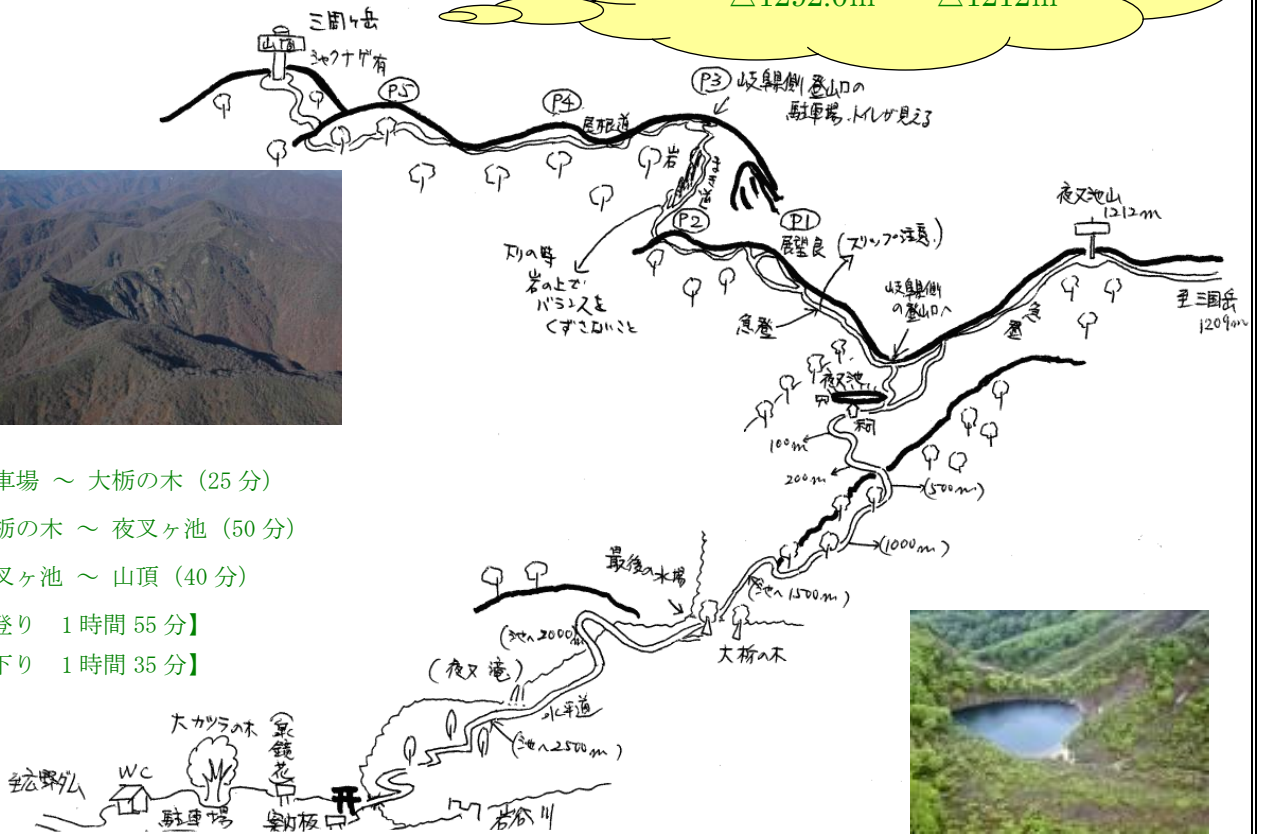 △1292.0m △1212m
三周ヶ岳
山頂
シャクナゲ有
P5
P4
尾根道
P3 岐阜県側 登山口の
駐車場、トイレが見える
岩
P2
P1
展望良
(スリップ注意)
下りの時
岩の上で
バランスを
くずさないこと
急登
岐阜県側
の登山口へ
夜叉池山
1212m
急登
至三国岳
1209m
夜叉池
祠
100m
200m
(500m)
(1000m)
(池へ1500m)
車場 ～ 大栃の木（25分）
栃の木 ～ 夜叉ヶ池（50分）
叉ヶ池 ～ 山頂（40分）
登り 1時間55分】
下り 1時間35分】
最後の水場
大栃の木
(池へ2000m)
(夜叉滝)
水平道
(池へ2500m)
大カツラの木
泉鏡花
至広野ダム
WC
駐車場
案内板
岩谷川